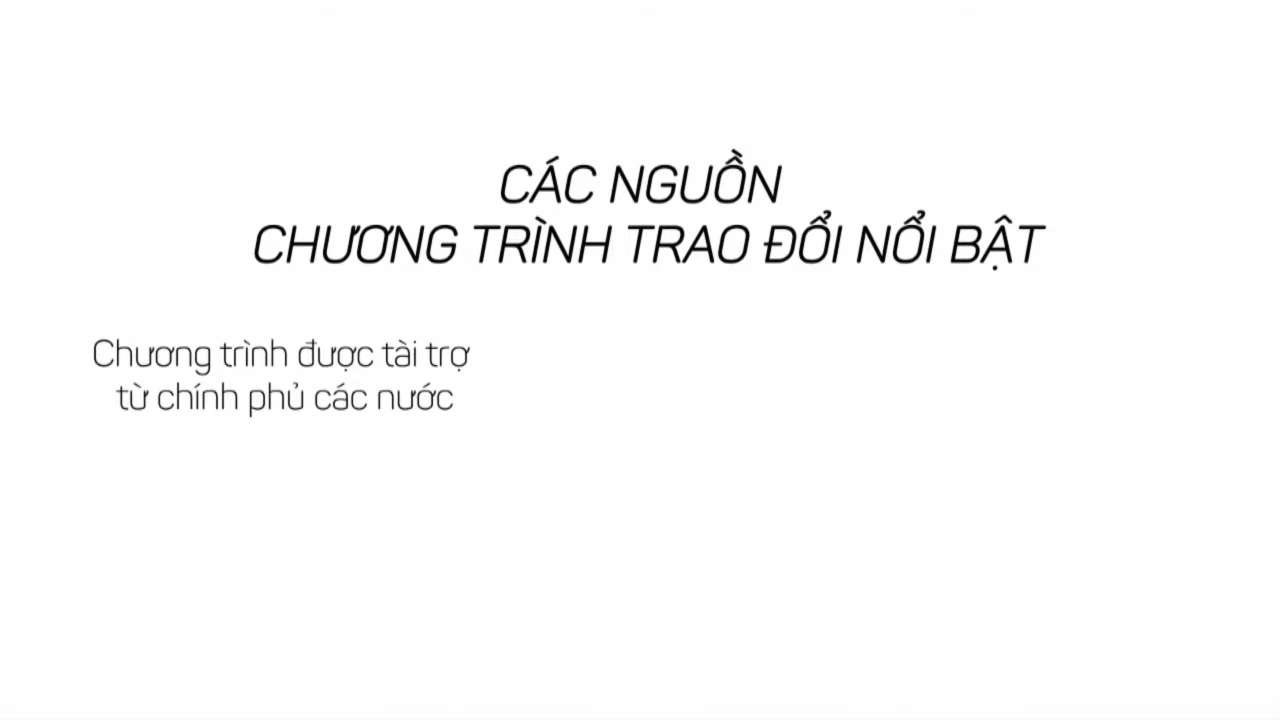 CÁC NGUỒN
CHƯƠNG TRÌNH TRAO ĐỔI NỔI BẬT
Chương trình được tài trợ
từ chính phủ các nước